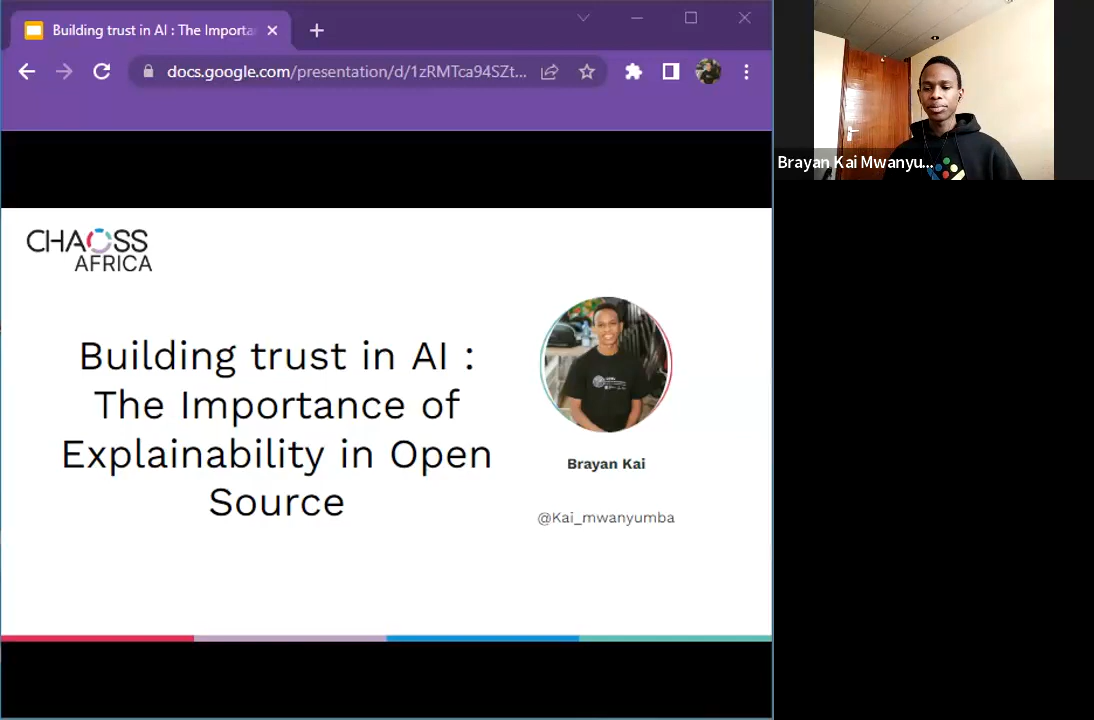 Building trust in AI : The Importa
docs.google.com/presentation/d/1zRMTca94SZt...
Brayan Kai Mwanyu...
CHAOSS
AFRICA
Building trust in AI :
The Importance of
Explainability in Open
Source
Brayan Kai
@Kai_mwanyumba